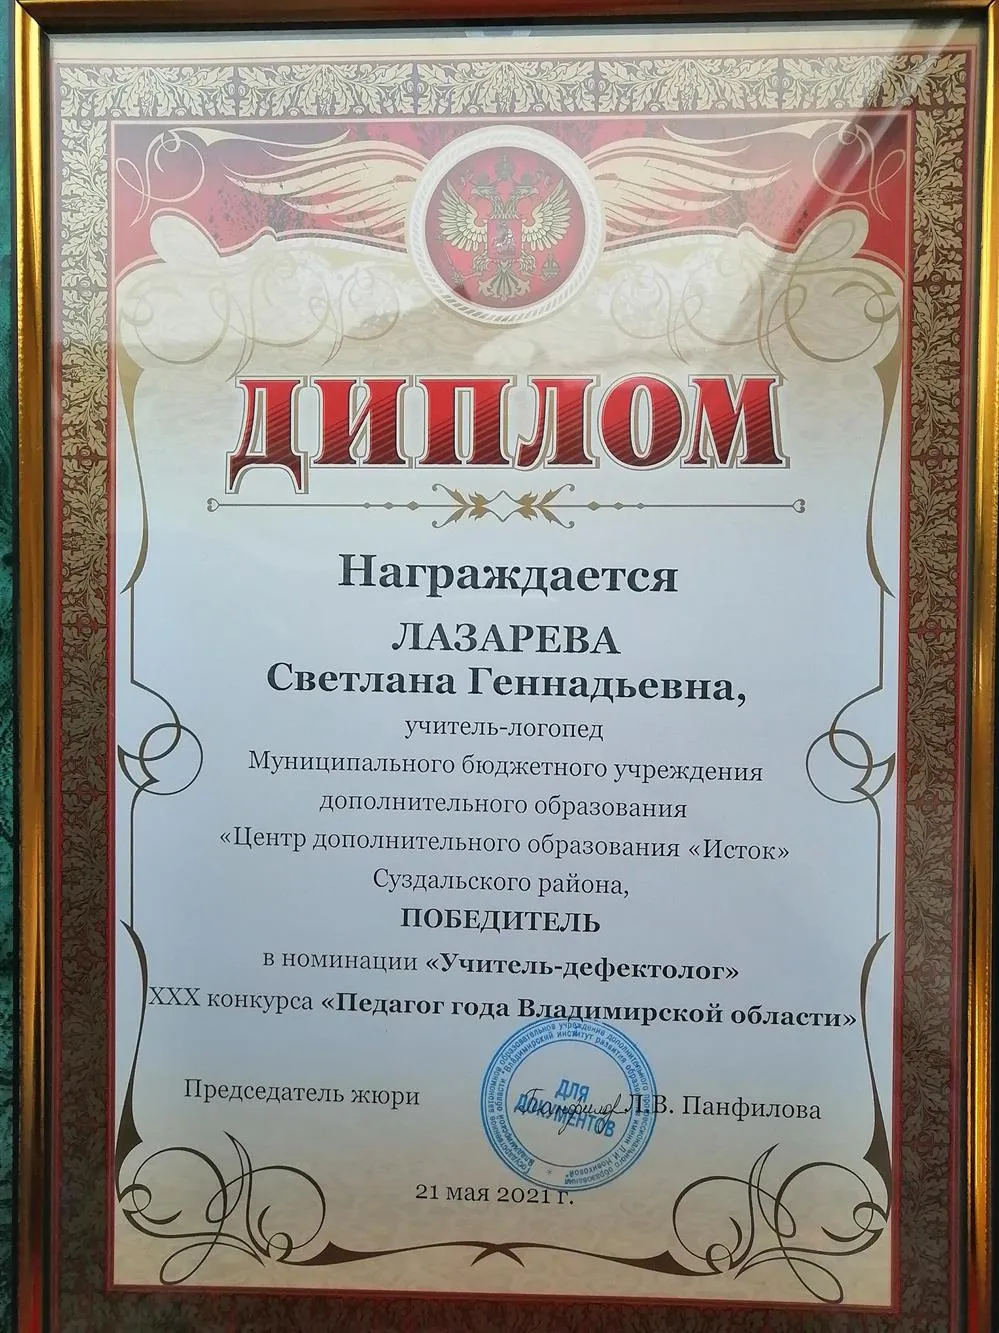 ДИПЛОМ
Награждается
ЛАЗАРЕВА
Светлана Геннадьевна,
учитель-логопед
Муниципального бюджетного учреждения
дополнительного образования
«Центр дополнительного образования «Исток»
Суздальского района,
ПОБЕДИТЕЛЬ
в номинации «Учитель-дефектолог»
XXX конкурса «Педагог года Владимирской области»
Председатель жюри
Л.В. Панфилова
ДЛЯ
ДОКУМЕНТОВ
21 мая 2021 г.